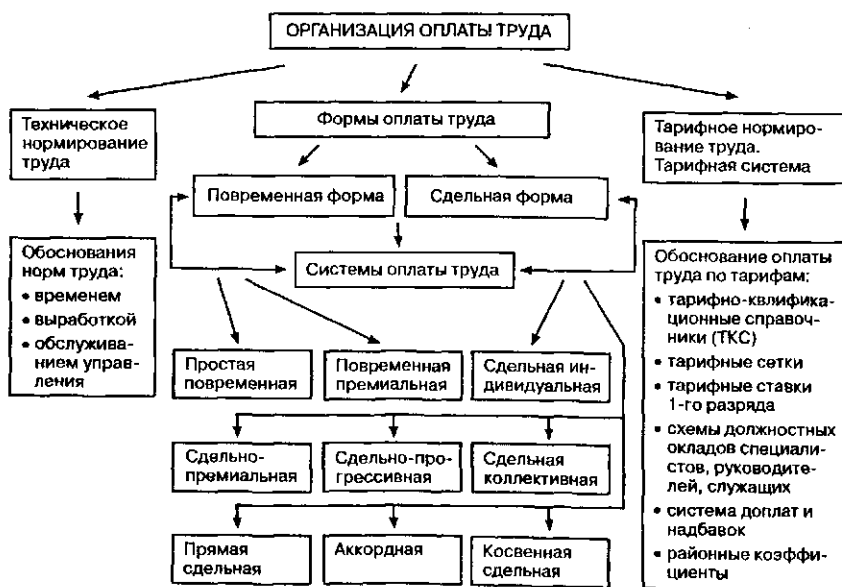 ОРГАНИЗАЦИЯ ОПЛАТЫ ТРУДА
Техническое
нормирование
труда
Формы оплаты труда
Тарифное нормиро-
вание труда.
Тарифная система
Повременная форма
Сдельная форма
Обоснования
норм труда:
• временем
• выработкой
• обслужива-
нием управ-
ления
Системы оплаты труда
Обоснование оплаты
труда по тарифам:
• тарифно-квлифика-
ционные справоч-
ники (ТКС)
• тарифные сетки
• тарифные ставки
1-го разряда
• схемы должностных
окладов специали-
стов, руководите-
лей, служащих
• система доплат и
надбавок
• районные коэффи-
циенты
Простая
повременная
Повременная
премиальная
Сдельная ин-
дивидуальная
Сдельно-
премиальная
Сдельно-про-
грессивная
Сдельная
коллективная
Прямая
сдельная
Аккордная
Косвенная
сдельная